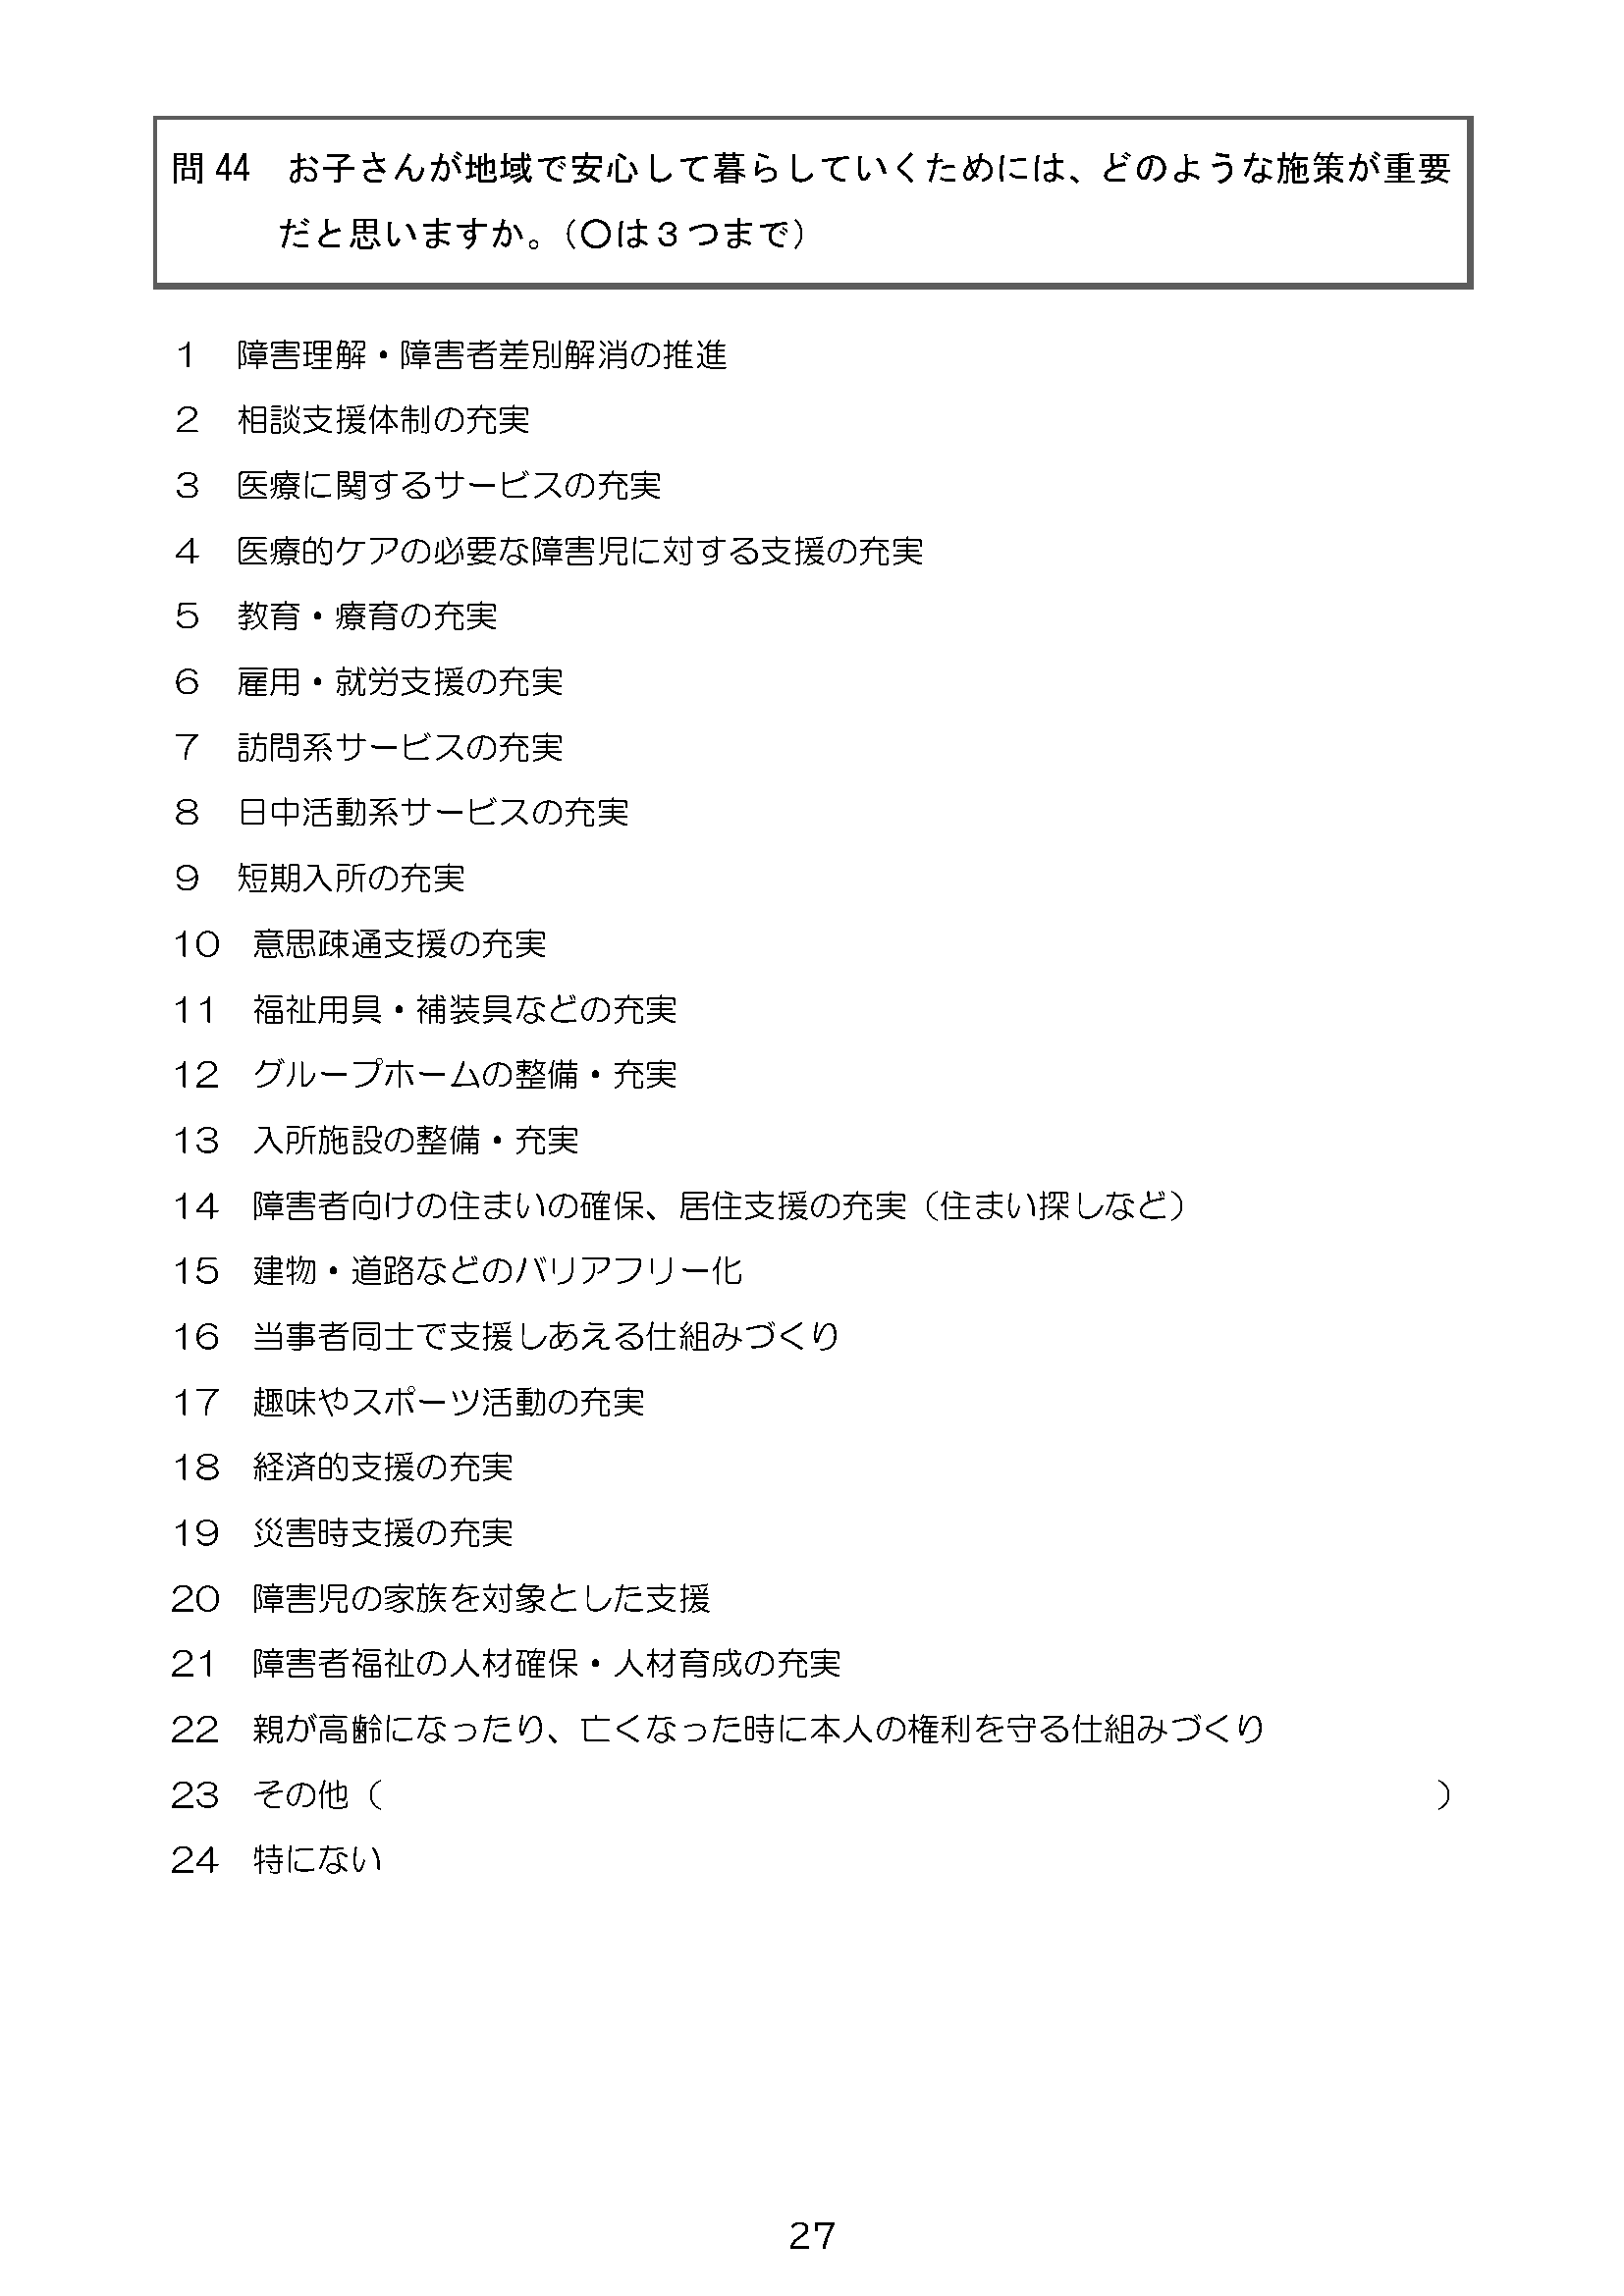 問 44　お子さんが地域で安心して暮らしていくためには、どのような施策が重要
だと思いますか。（〇は３つまで）
１　障害理解・障害者差別解消の推進
２　相談支援体制の充実
３　医療に関するサービスの充実
４　医療的ケアの必要な障害児に対する支援の充実
５　教育・療育の充実
６　雇用・就労支援の充実
７　訪問系サービスの充実
８　日中活動系サービスの充実
９　短期入所の充実
10　意思疎通支援の充実
11　福祉用具・補装具などの充実
12　グループホームの整備・充実
13　入所施設の整備・充実
14　障害者向けの住まいの確保、居住支援の充実（住まい探しなど）
15　建物・道路などのバリアフリー化
16　当事者同士で支援しあえる仕組みづくり
17　趣味やスポーツ活動の充実
18　経済的支援の充実
19　災害時支援の充実
20　障害児の家族を対象とした支援
21　障害者福祉の人材確保・人材育成の充実
22　親が高齢になったり、亡くなった時に本人の権利を守る仕組みづくり
23　その他（　　　　　　　　　　　　　　　　　　　　　　　　　　　　　　　　）
24　特にない
27